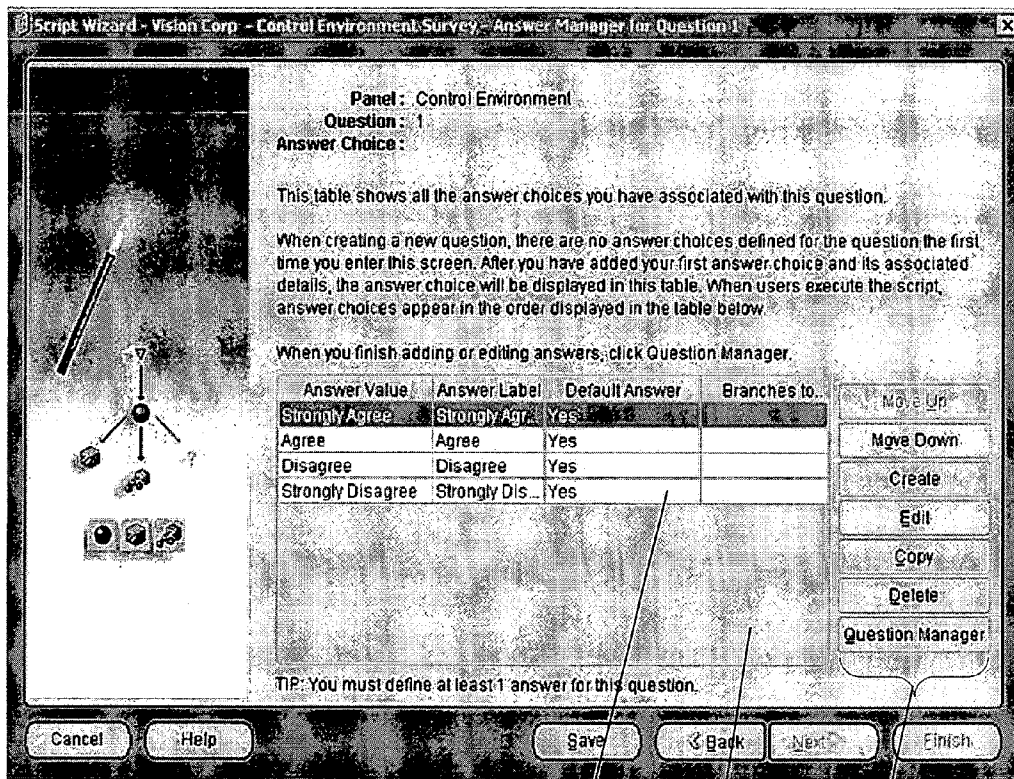 Script Wizard - Vision Corp - Control Environment Survey - Answer Manager for Question 1
Panel: Control Environment
Question: 1
Answer Choice:
This table shows all the answer choices you have associated with this question.
When creating a new question, there are no answer choices defined for the question the first
time you enter this screen. After you have added your first answer choice and its associated
details, the answer choice will be displayed in this table. When users execute the script,
answer choices appear in the order displayed in the table below.
When you finish adding or editing answers, click Question Manager.
Answer Value Answer Label Default Answer Branches to..
Strongly Agree Strongly Agr... Yes
Agree Agree Yes
Disagree Disagree Yes
Strongly Disagree Strongly Dis... Yes
Move Up
Move Down
Create
Edit
Copy
Delete
Question Manager
?
TIP: You must define at least 1 answer for this question.
Cancel Help Save Back Next Finish